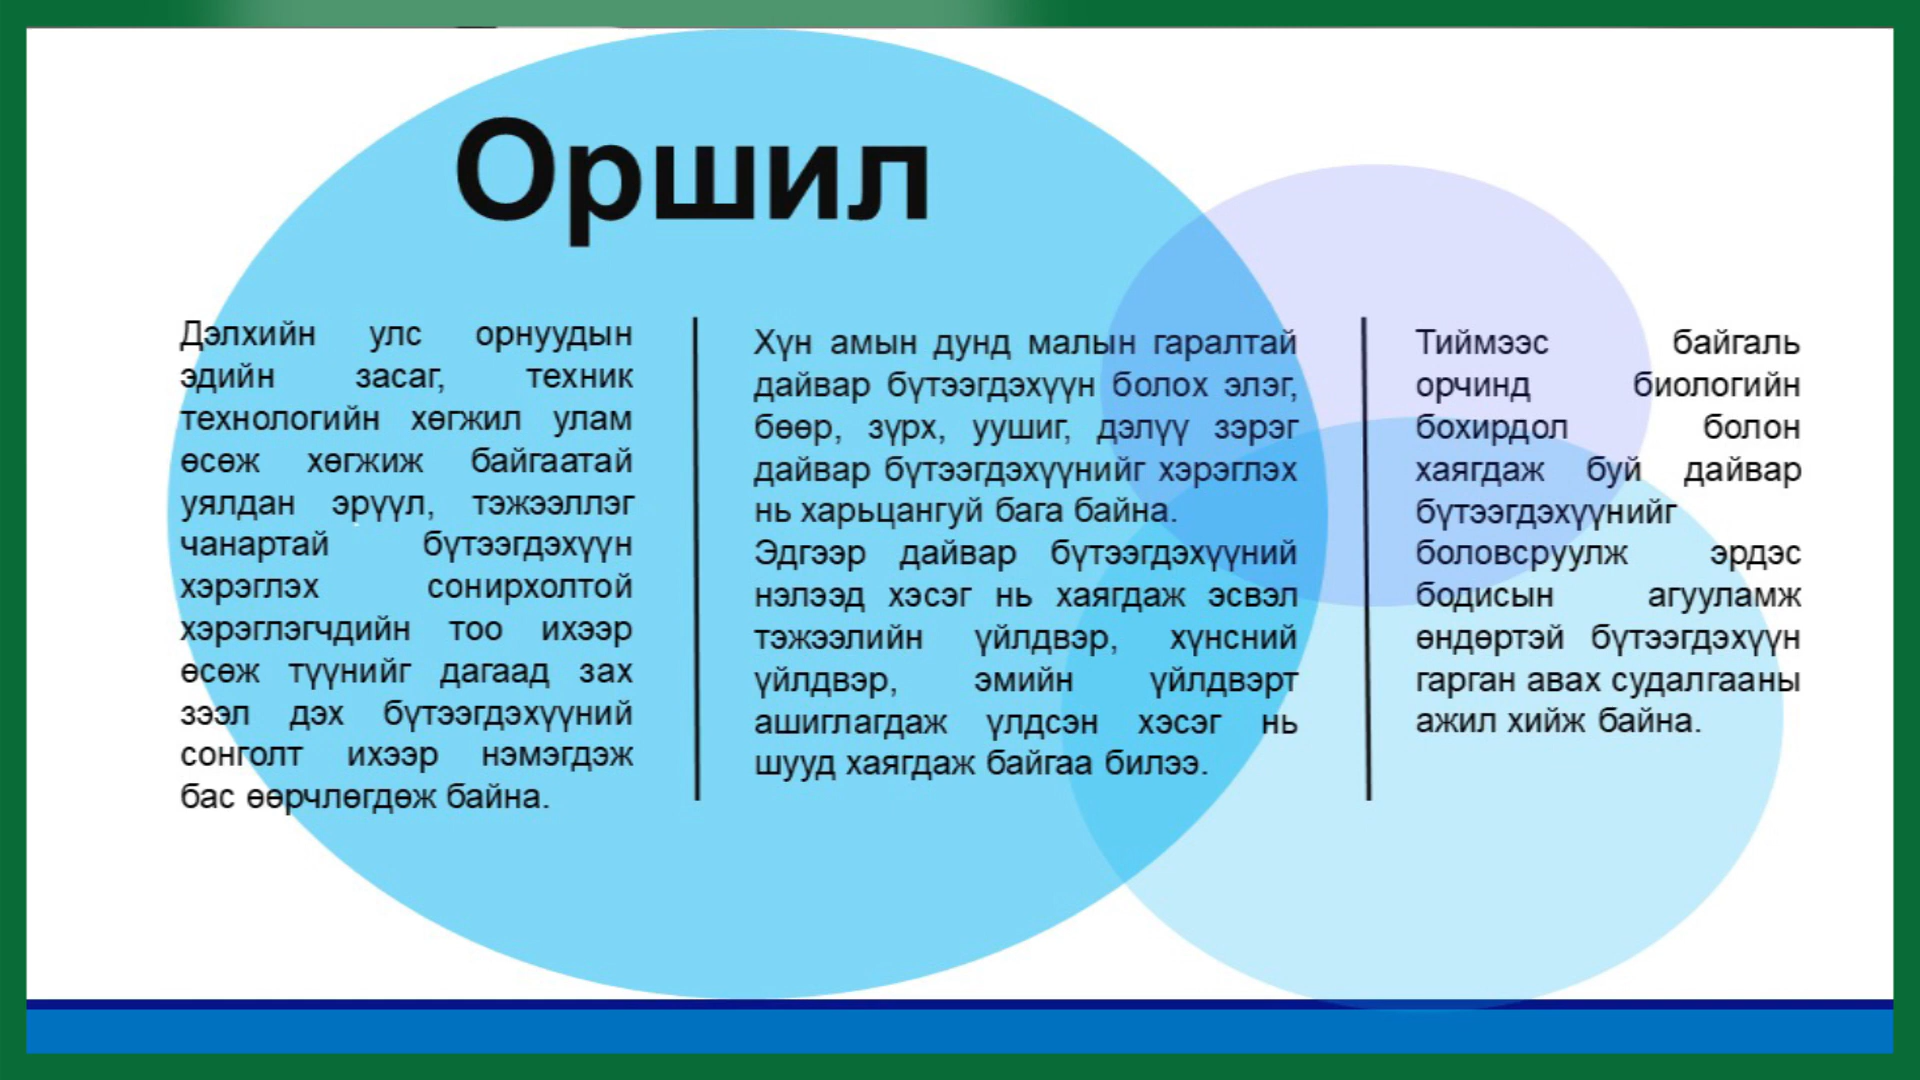 Оршил
Дэлхийн улс орнуудын
эдийн засаг, техник
технологийн хөгжил улам
өсөж хөгжиж байгаатай
уялдан эрүүл, тэжээллэг
чанартай бүтээгдэхүүн
хэрэглэх сонирхолтой
хэрэглэгчдийн тоо ихээр
өсөж түүнийг дагаад зах
зээл дэх бүтээгдэхүүний
сонголт ихээр нэмэгдэж
бас өөрчлөгдөж байна.
Хүн амын дунд малын гаралтай
дайвар бүтээгдэхүүн болох элэг,
бөөр, зүрх, уушиг, дэлүү зэрэг
дайвар бүтээгдэхүүнийг хэрэглэх
нь харьцангуй бага байна.
Эдгээр дайвар бүтээгдэхүүний
нэлээд хэсэг нь хаягдаж эсвэл
тэжээлийн үйлдвэр, хүнсний
үйлдвэр, эмийн үйлдвэрт
ашиглагдаж үлдсэн хэсэг нь
шууд хаягдаж байгаа билээ.
Тиймээс байгаль
орчинд биологийн
бохирдол болон
хаягдаж буй дайвар
бүтээгдэхүүнийг
боловсруулж эрдэс
бодисын агууламж
өндөртэй бүтээгдэхүүн
гарган авах судалгааны
ажил хийж байна.